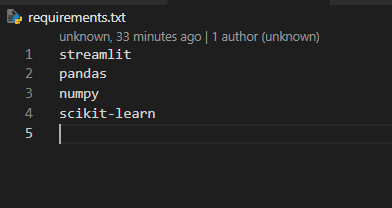 requirements.txt
unknown, 33 minutes ago | 1 author (unknown)
1 streamlit
2 pandas
3 numpy
4 scikit-learn
5